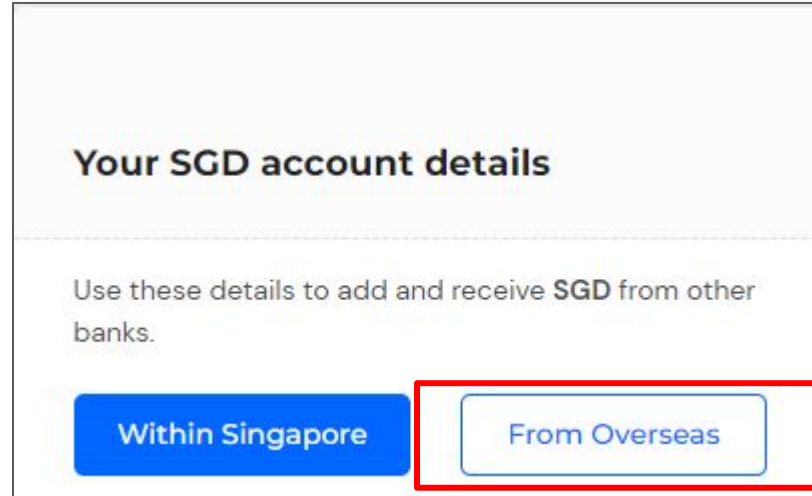 Your SGD account details
Use these details to add and receive SGD from other
banks.
Within Singapore
From Overseas